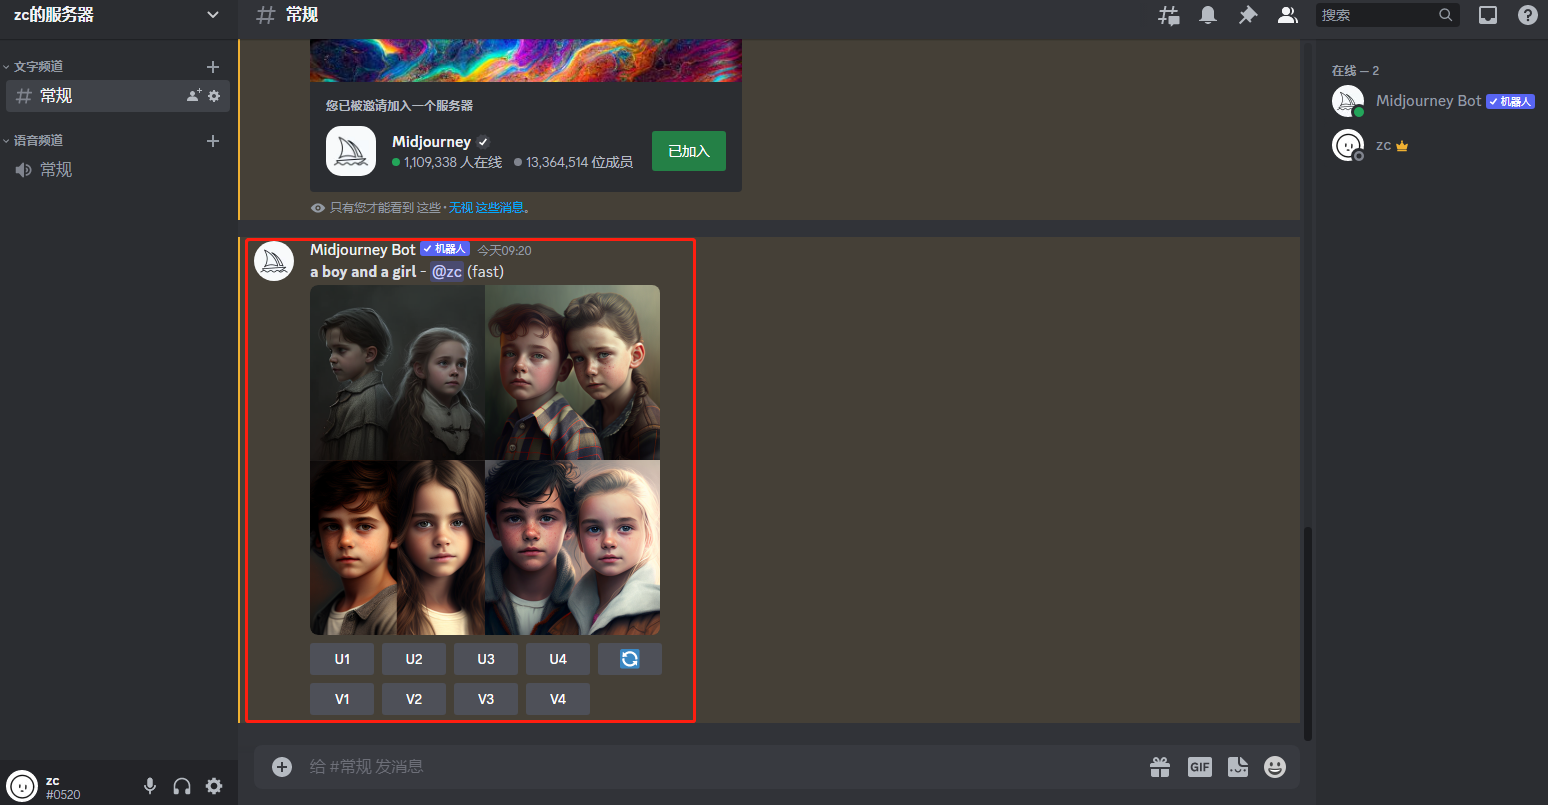 zc的服务器
常规
搜索
文字频道
常规
语音频道
常规
您已被邀请加入一个服务器
Midjourney
1,109,338 人在线 13,364,514 位成员
已加入
只有您才能看到 这些 · 无视 这些消息。
Midjourney Bot 机器人 今天09:20
a boy and a girl - @zc (fast)
U1 U2 U3 U4
V1 V2 V3 V4
给 #常规 发消息
GIF
zc
#0520
在线 — 2
Midjourney Bot 机器人
zc